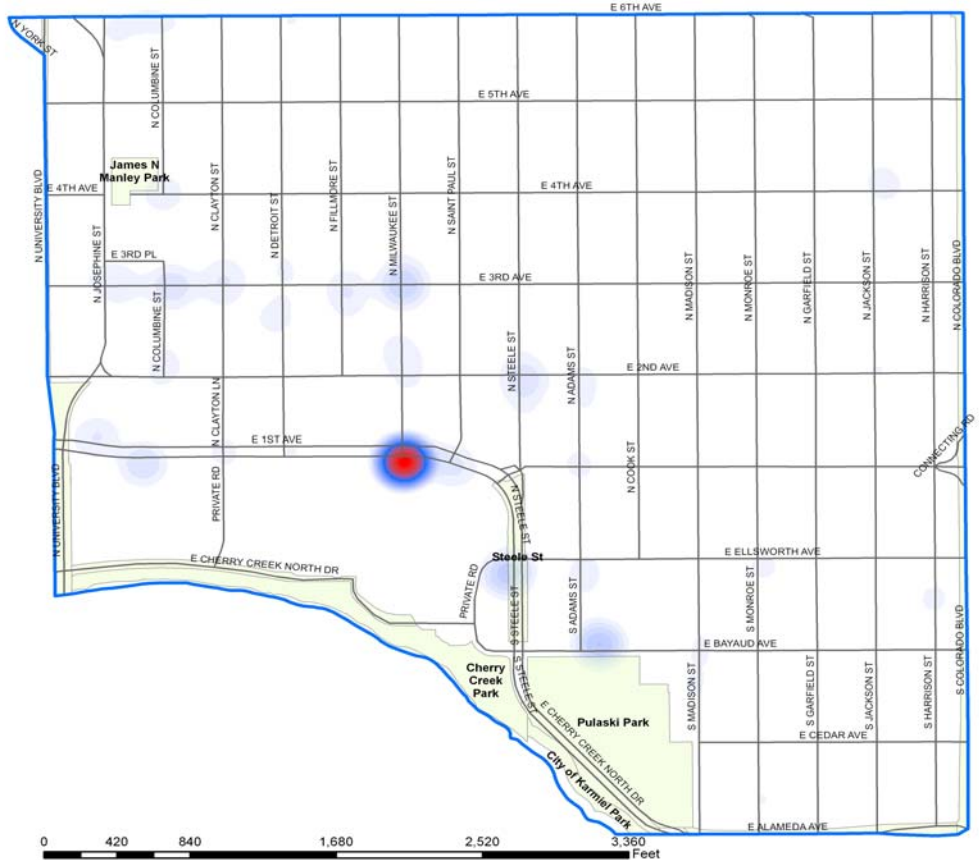 E 6TH AVE
N YORK ST
N COLUMBINE ST
E 5TH AVE
James N
Manley Park
N UNIVERSITY BLVD
E 4TH AVE
E 4TH AVE
N CLAYTON ST
N DETROIT ST
N FILLMORE ST
N MILWAUKEE ST
N SAINT PAUL ST
N JOSEPHINE ST
E 3RD PL
E 3RD AVE
N MADISON ST
N MONROE ST
N GARFIELD ST
N JACKSON ST
N HARRISON ST
N COLORADO BLVD
N COLUMBINE ST
N STEELE ST
N ADAMS ST
E 2ND AVE
N CLAYTON LN
E 1ST AVE
N COOK ST
CONNECTING RD
N UNIVERSITY BLVD
PRIVATE RD
N STEELE ST
E CHERRY CREEK NORTH DR
Steele St
E ELLSWORTH AVE
PRIVATE RD
S STEELE ST
S ADAMS ST
S MONROE ST
E BAYAUD AVE
S COLORADO BLVD
Cherry
Creek
Park
S STEELE ST
S MADISON ST
S GARFIELD ST
S JACKSON ST
S HARRISON ST
Pulaski Park
E CHERRY CREEK NORTH DR
E CEDAR AVE
City of Karmiel Park
E ALAMEDA AVE
0 420 840 1,680 2,520 3,360
Feet